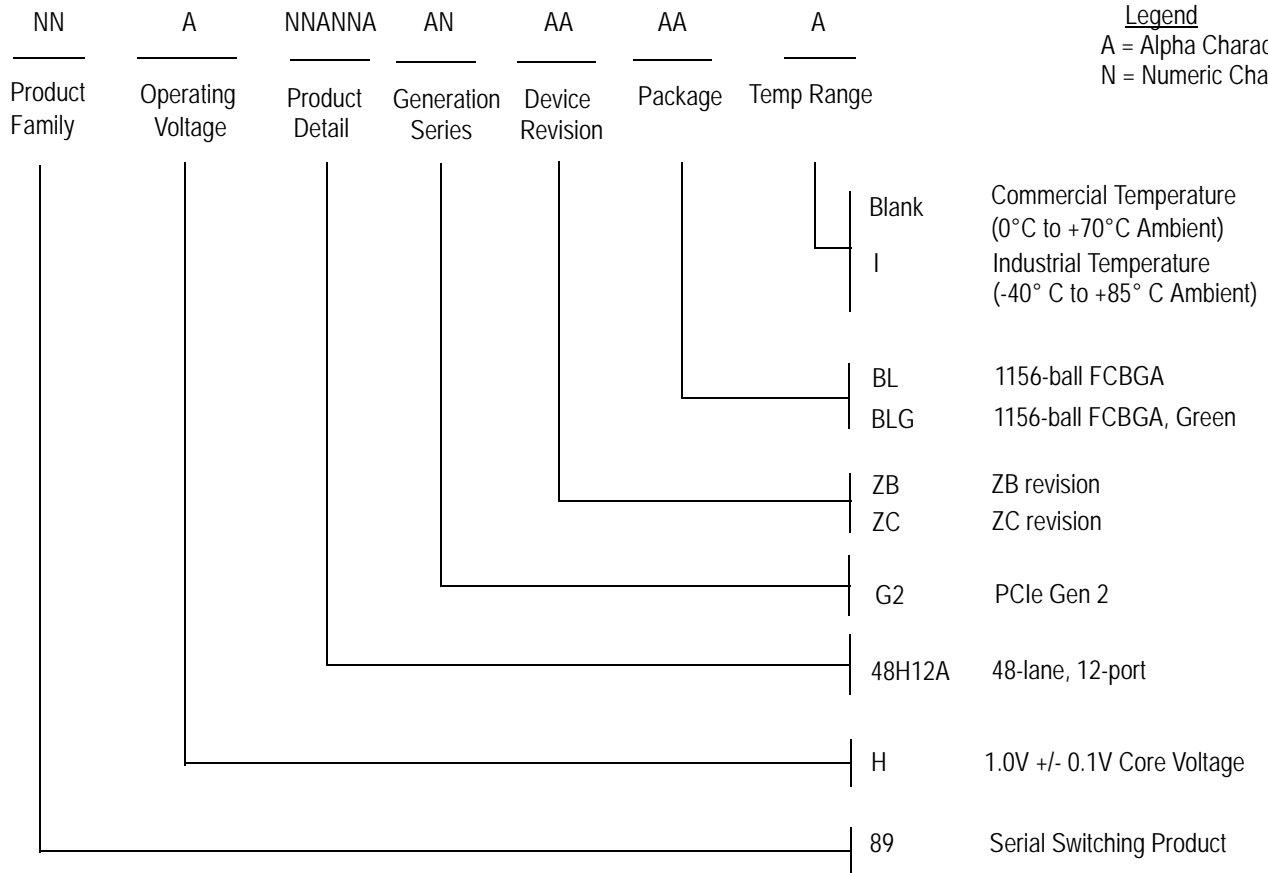 NN A NNANNA AN AA AA A
Legend
A = Alpha Charac
N = Numeric Cha
Product Family
Operating Voltage
Product Detail
Generation Series
Device Revision
Package
Temp Range
Blank Commercial Temperature
(0°C to +70°C Ambient)
I Industrial Temperature
(-40° C to +85° C Ambient)
BL 1156-ball FCBGA
BLG 1156-ball FCBGA, Green
ZB ZB revision
ZC ZC revision
G2 PCIe Gen 2
48H12A 48-lane, 12-port
H 1.0V +/- 0.1V Core Voltage
89 Serial Switching Product